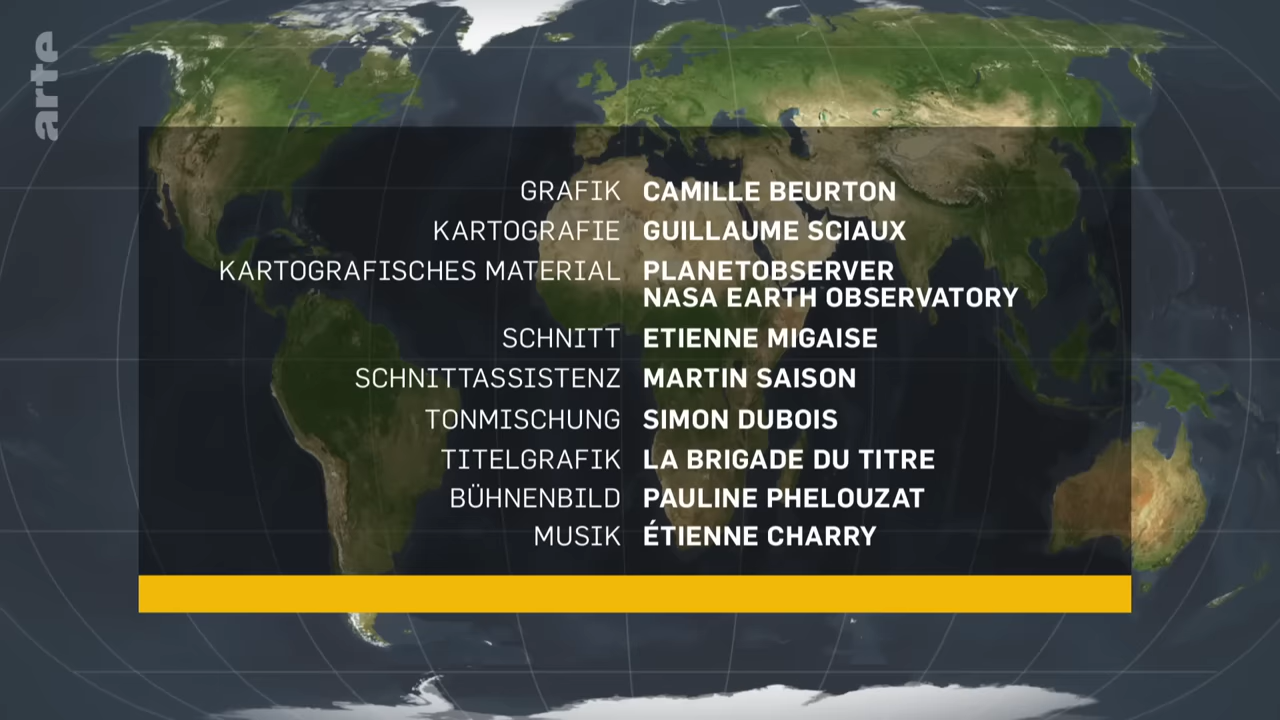 arte
GRAFIK CAMILLE BEURTON
KARTOGRAFIE GUILLAUME SCIAUX
KARTOGRAFISCHES MATERIAL PLANETOBSERVER
NASA EARTH OBSERVATORY
SCHNITT ETIENNE MIGAISE
SCHNITTASSISTENZ MARTIN SAISON
TONMISCHUNG SIMON DUBOIS
TITELGRAFIK LA BRIGADE DU TITRE
BÜHNENBILD PAULINE PHELOUZAT
MUSIK ÉTIENNE CHARRY